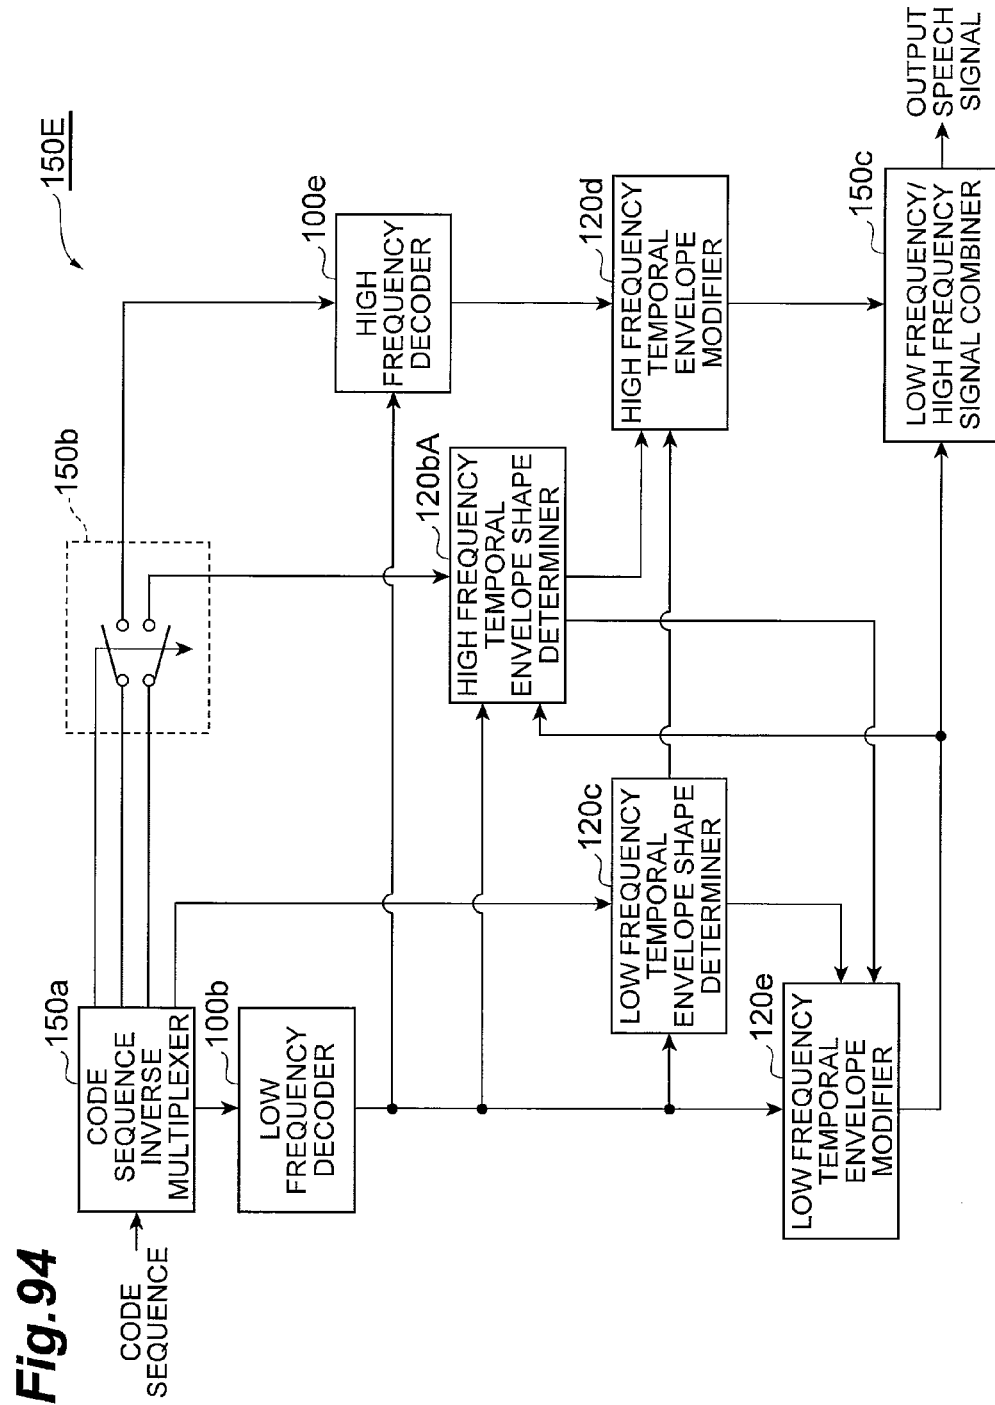 Fig.94
150E
CODE
SEQUENCE
150a
CODE
SEQUENCE
INVERSE
MULTIPLEXER
150b
100b
LOW
FREQUENCY
DECODER
100e
HIGH
FREQUENCY
DECODER
120bA
HIGH FREQUENCY
TEMPORAL
ENVELOPE SHAPE
DETERMINER
120c
LOW FREQUENCY
TEMPORAL
ENVELOPE SHAPE
DETERMINER
120d
HIGH FREQUENCY
TEMPORAL
ENVELOPE
MODIFIER
120e
LOW FREQUENCY
TEMPORAL
ENVELOPE
MODIFIER
150c
LOW FREQUENCY/
HIGH FREQUENCY
SIGNAL COMBINER
OUTPUT
SPEECH
SIGNAL